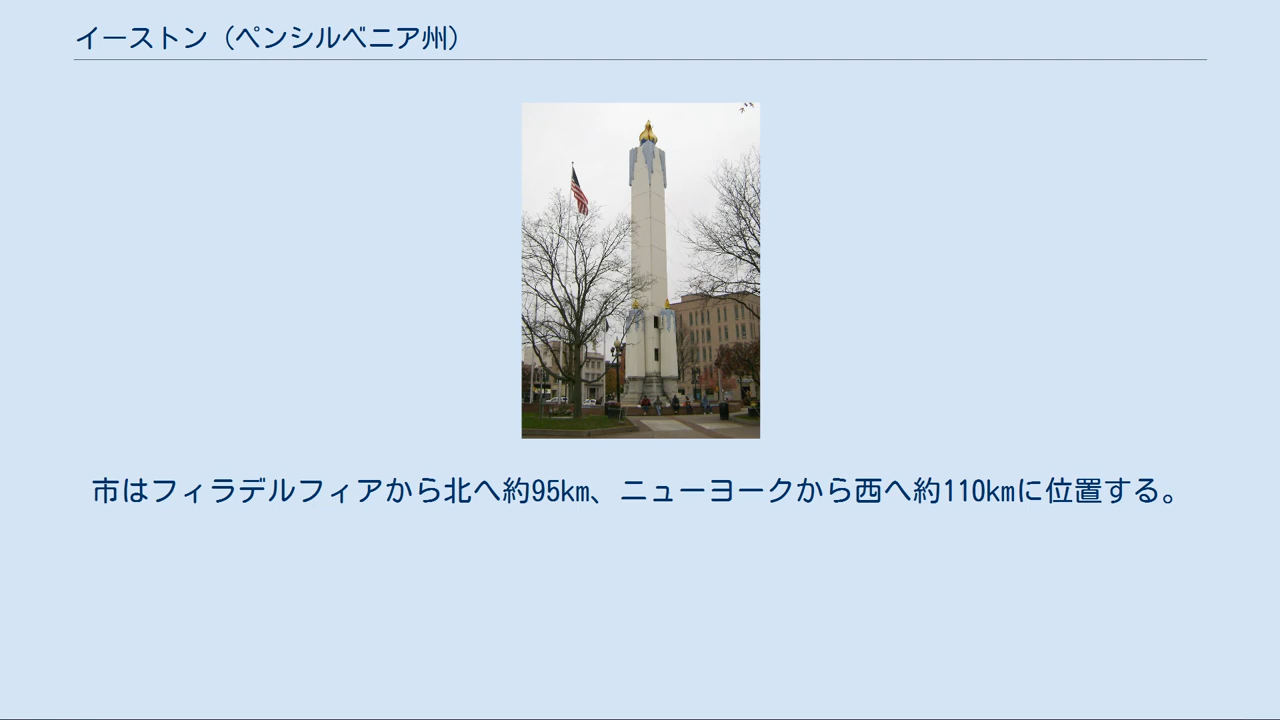 イーストン（ペンシルベニア州）
市はフィラデルフィアから北へ約95km、ニューヨークから西へ約110kmに位置する。